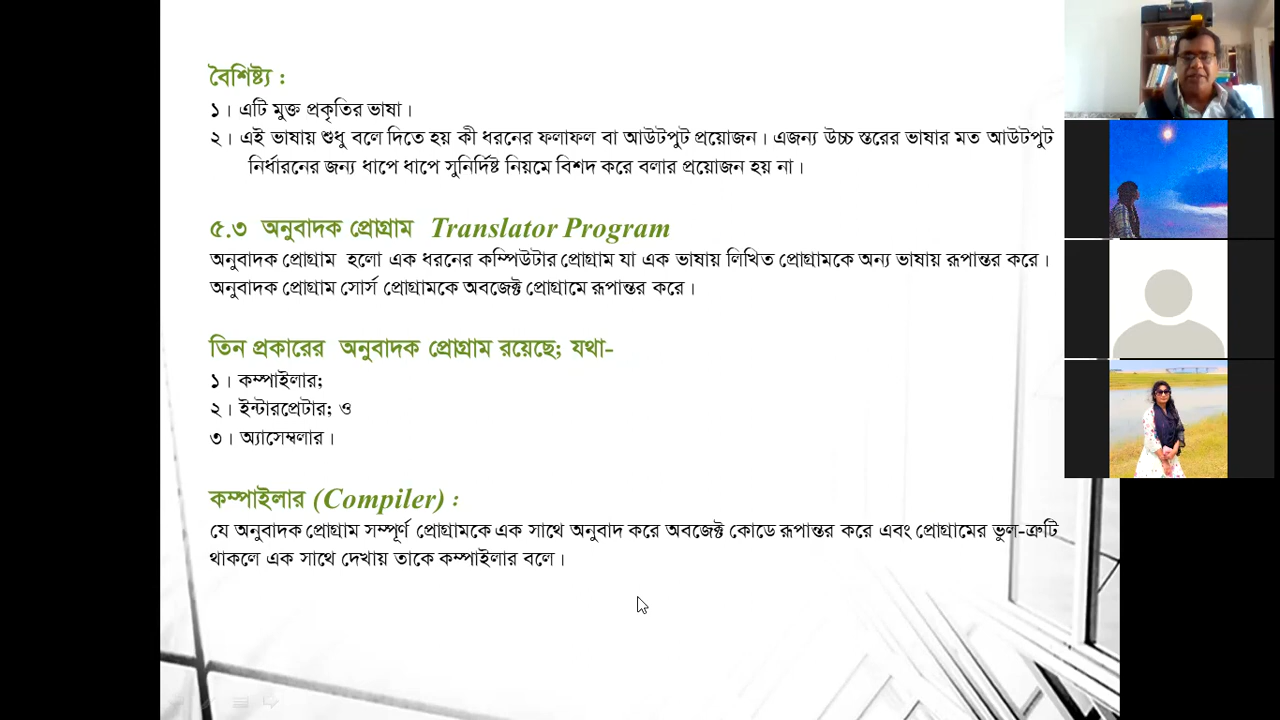 বৈশিষ্ট্য :
১। এটি মুক্ত প্রকৃতির ভাষা।
২। এই ভাষায় শুধু বলে দিতে হয় কী ধরনের ফলাফল বা আউটপুট প্রয়োজন। এজন্য উচ্চ স্তরের ভাষার মত আউটপুট
নির্ধারনের জন্য ধাপে ধাপে সুনির্দিষ্ট নিয়মে বিশদ করে বলার প্রয়োজন হয় না।
৫.৩ অনুবাদক প্রোগ্রাম Translator Program
অনুবাদক প্রোগ্রাম হলো এক ধরনের কম্পিউটার প্রোগ্রাম যা এক ভাষায় লিখিত প্রোগ্রামকে অন্য ভাষায় রূপান্তর করে।
অনুবাদক প্রোগ্রাম সোর্স প্রোগ্রামকে অবজেক্ট প্রোগ্রামে রূপান্তর করে।
তিন প্রকারের অনুবাদক প্রোগ্রাম রয়েছে; যথা-
১। কম্পাইলার;
২। ইন্টারপ্রেটার; ও
৩। অ্যাসেম্বলার।
কম্পাইলার (Compiler) :
যে অনুবাদক প্রোগ্রাম সম্পূর্ণ প্রোগ্রামকে এক সাথে অনুবাদ করে অবজেক্ট কোডে রূপান্তর করে এবং প্রোগ্রামের ভুল-ত্রুটি
থাকলে এক সাথে দেখায় তাকে কম্পাইলার বলে।